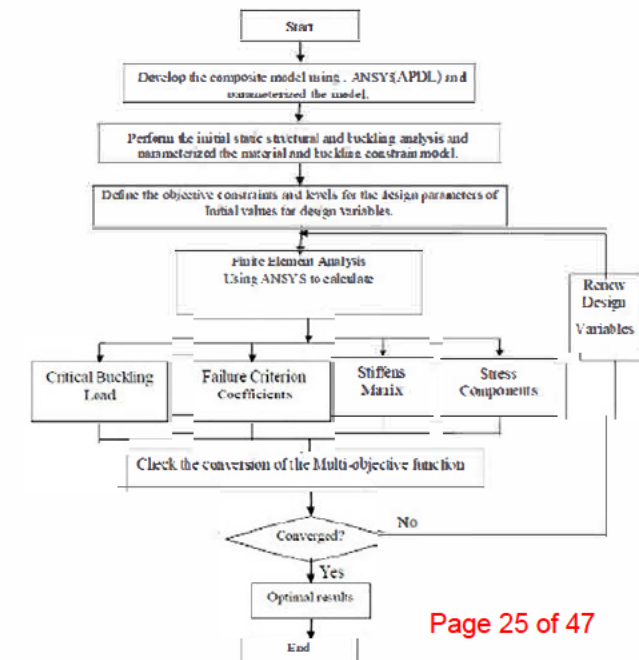 Start
Develop the composite model using . ANSYS(APDL) and
parameterized the model.
Perform the initial static structural and buckling analysis and
parameterized the material and buckling constrain model.
Define the objective constraints and levels for the design parameters of
Initial values for design variables.
Finite Element Analysis
Using ANSYS to calculate
Renew
Design
Variables
Critical Buckling
Load
Failure Criterion
Coefficients
Stiffens
Matrix
Stress
Components
Check the conversion of the Multi-objective function
Converged?
No
Yes
Optimal results
End
Page 25 of 47